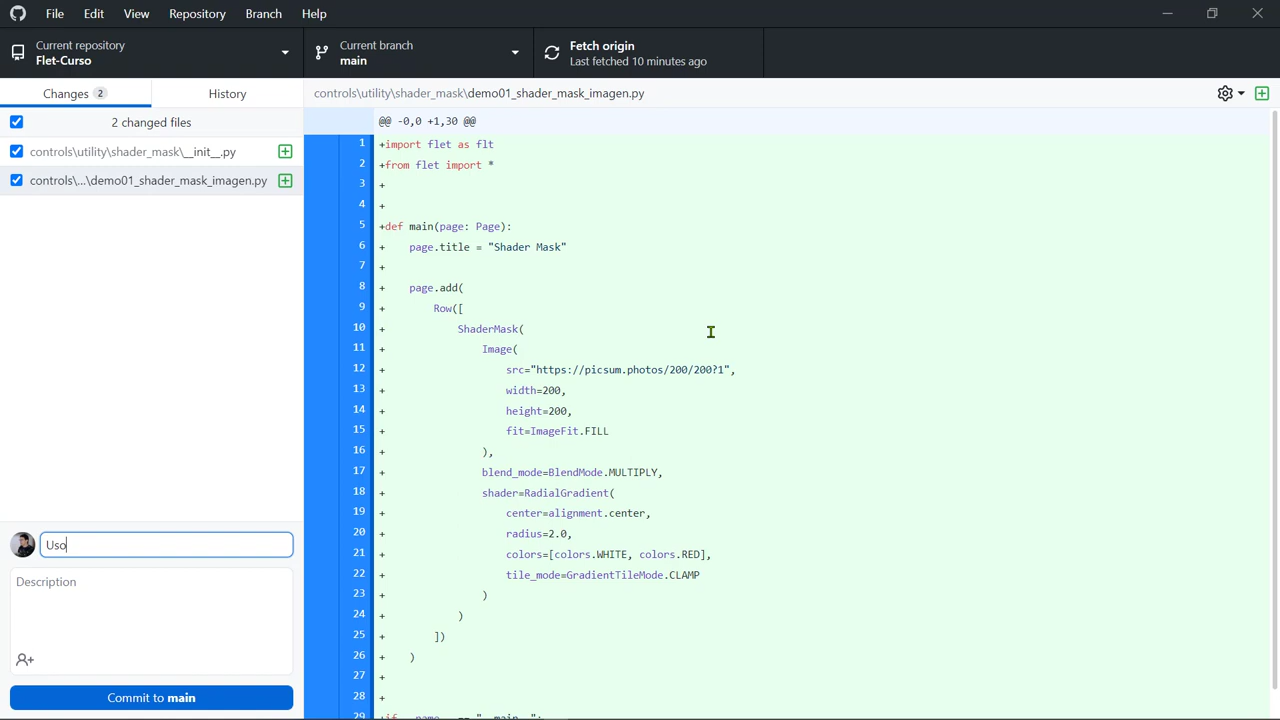 File Edit View Repository Branch Help
Current repository
Flet-Curso
Current branch
main
Fetch origin
Last fetched 10 minutes ago
Changes 2
History
controls\utility\shader_mask\demo01_shader_mask_imagen.py
2 changed files
controls\utility\shader_mask\__init__.py
controls\...\demo01_shader_mask_imagen.py
@@ -0,0 +1,30 @@
1 +import flet as flt
2 +from flet import *
3 +
4 +
5 +def main(page: Page):
6 +    page.title = "Shader Mask"
7 +
8 +    page.add(
9 +        Row([
10 +            ShaderMask(
11 +                Image(
12 +                    src="https://picsum.photos/200/200?1",
13 +                    width=200,
14 +                    height=200,
15 +                    fit=ImageFit.FILL
16 +                ),
17 +                blend_mode=BlendMode.MULTIPLY,
18 +                shader=RadialGradient(
19 +                    center=alignment.center,
20 +                    radius=2.0,
21 +                    colors=[colors.WHITE, colors.RED],
22 +                    tile_mode=GradientTileMode.CLAMP
23 +                )
24 +            )
25 +        ])
26 +    )
27 +
28 +
29 +if __name__ == "__main__":
Uso
Description
Commit to main